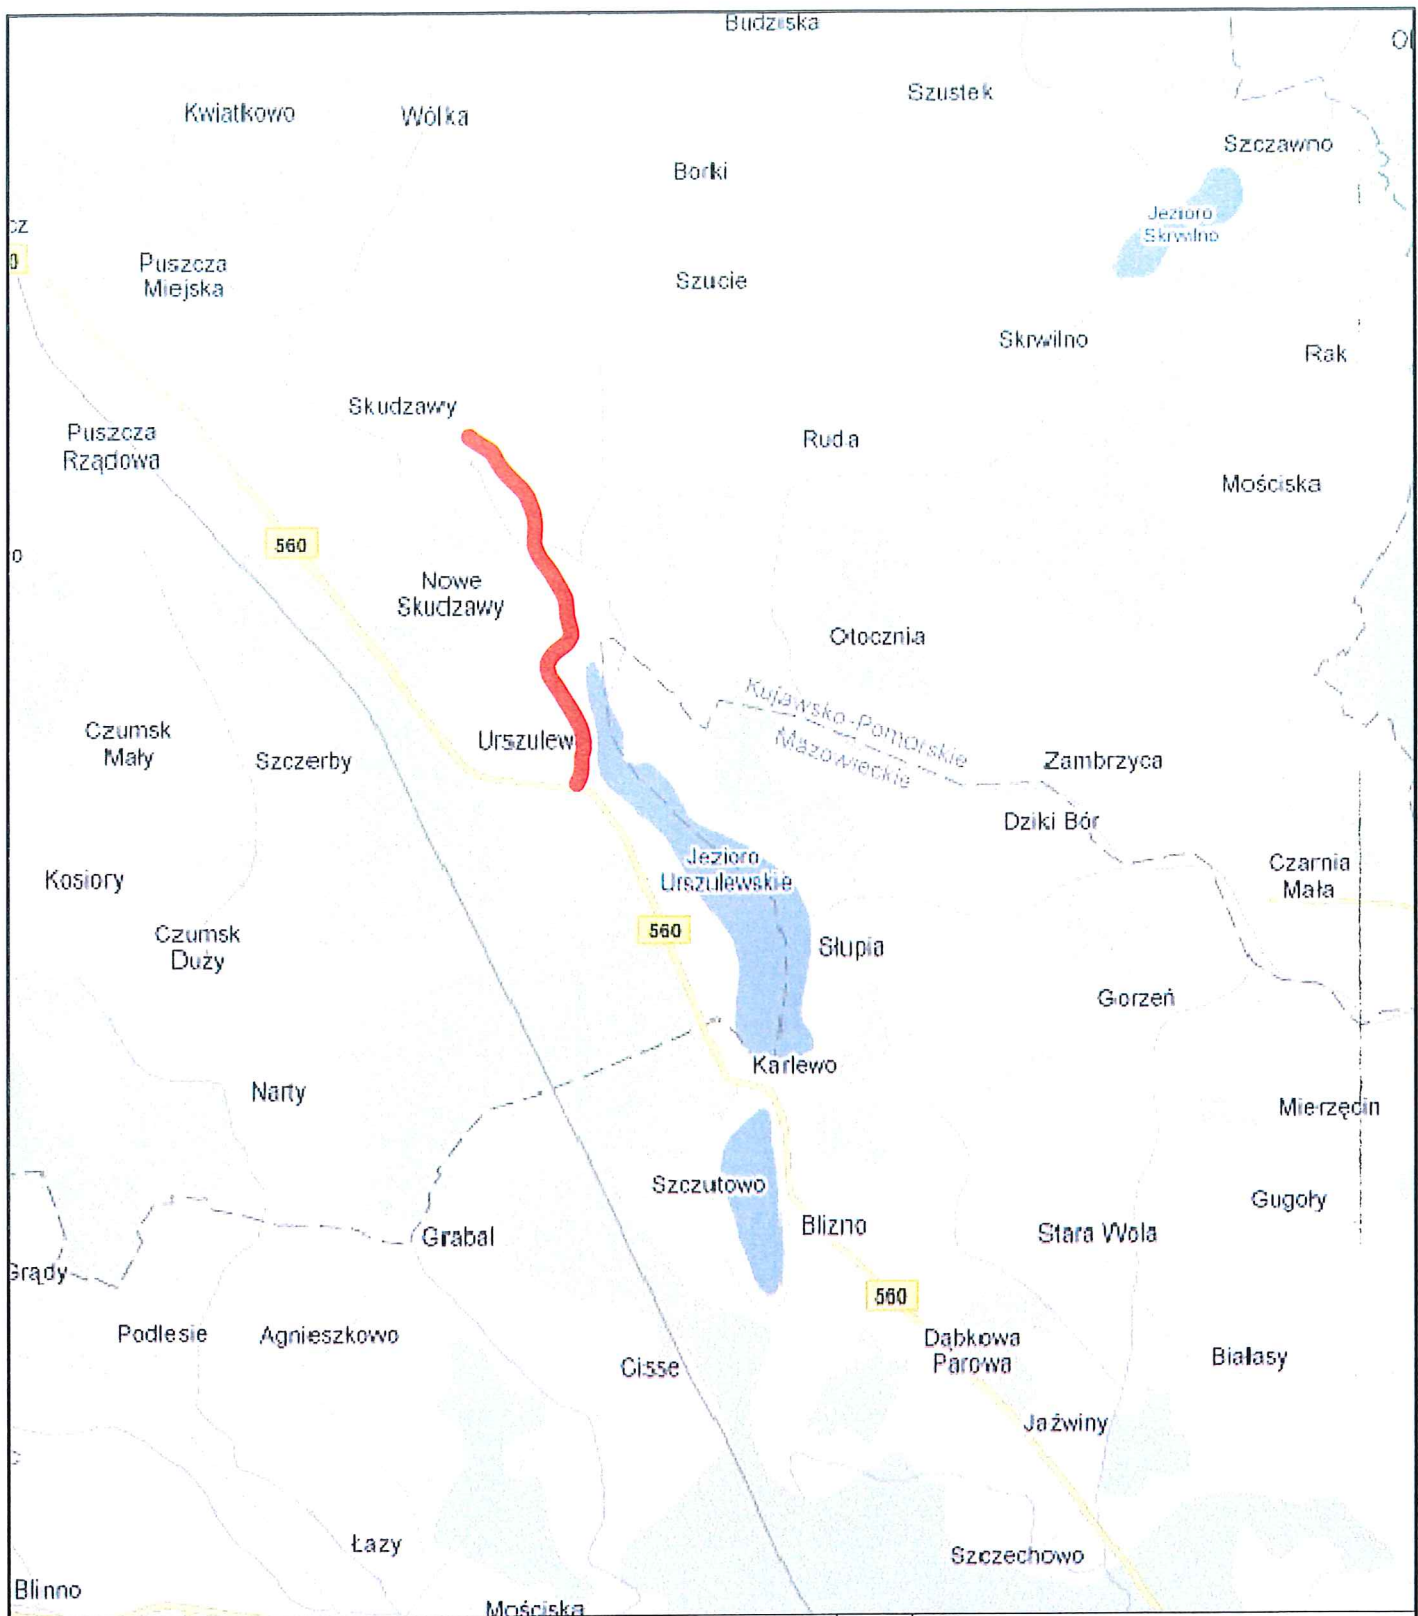 Budziska
Szustek
Kwiatkowo
Wólka
Szczawno
Borki
Jezioro
Skrwilno
Puszcza
Miejska
Szucie
Skrwilno
Rak
Skudzawy
Puszcza
Rządowa
Ruda
Mościska
560
Nowe
Skudzawy
Otocznia
Kujawsko-Pomorskie
Mazowieckie
Czumsk
Mały
Szczerby
Urszulew
Zambrzyca
Dziki Bór
Jezioro
Urszulewskie
Czarnia
Mała
Kosiory
560
Czumsk
Duży
Słupia
Gorzeń
Karlewo
Narty
Mierzęcin
Szczutowo
Gugoły
Blizno
Stara Wola
Grabal
Grądy
560
Podlesie
Agnieszkowo
Dąbkowa
Parowa
Białasy
Cisse
Jaźwiny
Łazy
Szczechowo
Blinno
Mościska